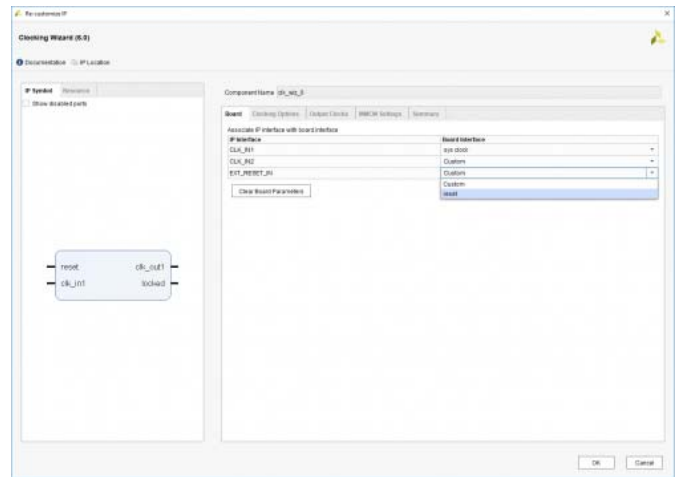 Re-customize IP
Clocking Wizard (6.0)
Documentation IP Location
IP Symbol Resource
Show disabled ports
Component Name clk_wiz_0
Board Clocking Options Output Clocks MMCM Settings Summary
Associate IP interface with board interface
IP Interface Board Interface
CLK_IN1 sys clock
CLK_IN2 Custom
EXT_RESET_IN Custom
Custom
reset
Clear Board Parameters
reset clk_out1
clk_in1 locked
OK Cancel